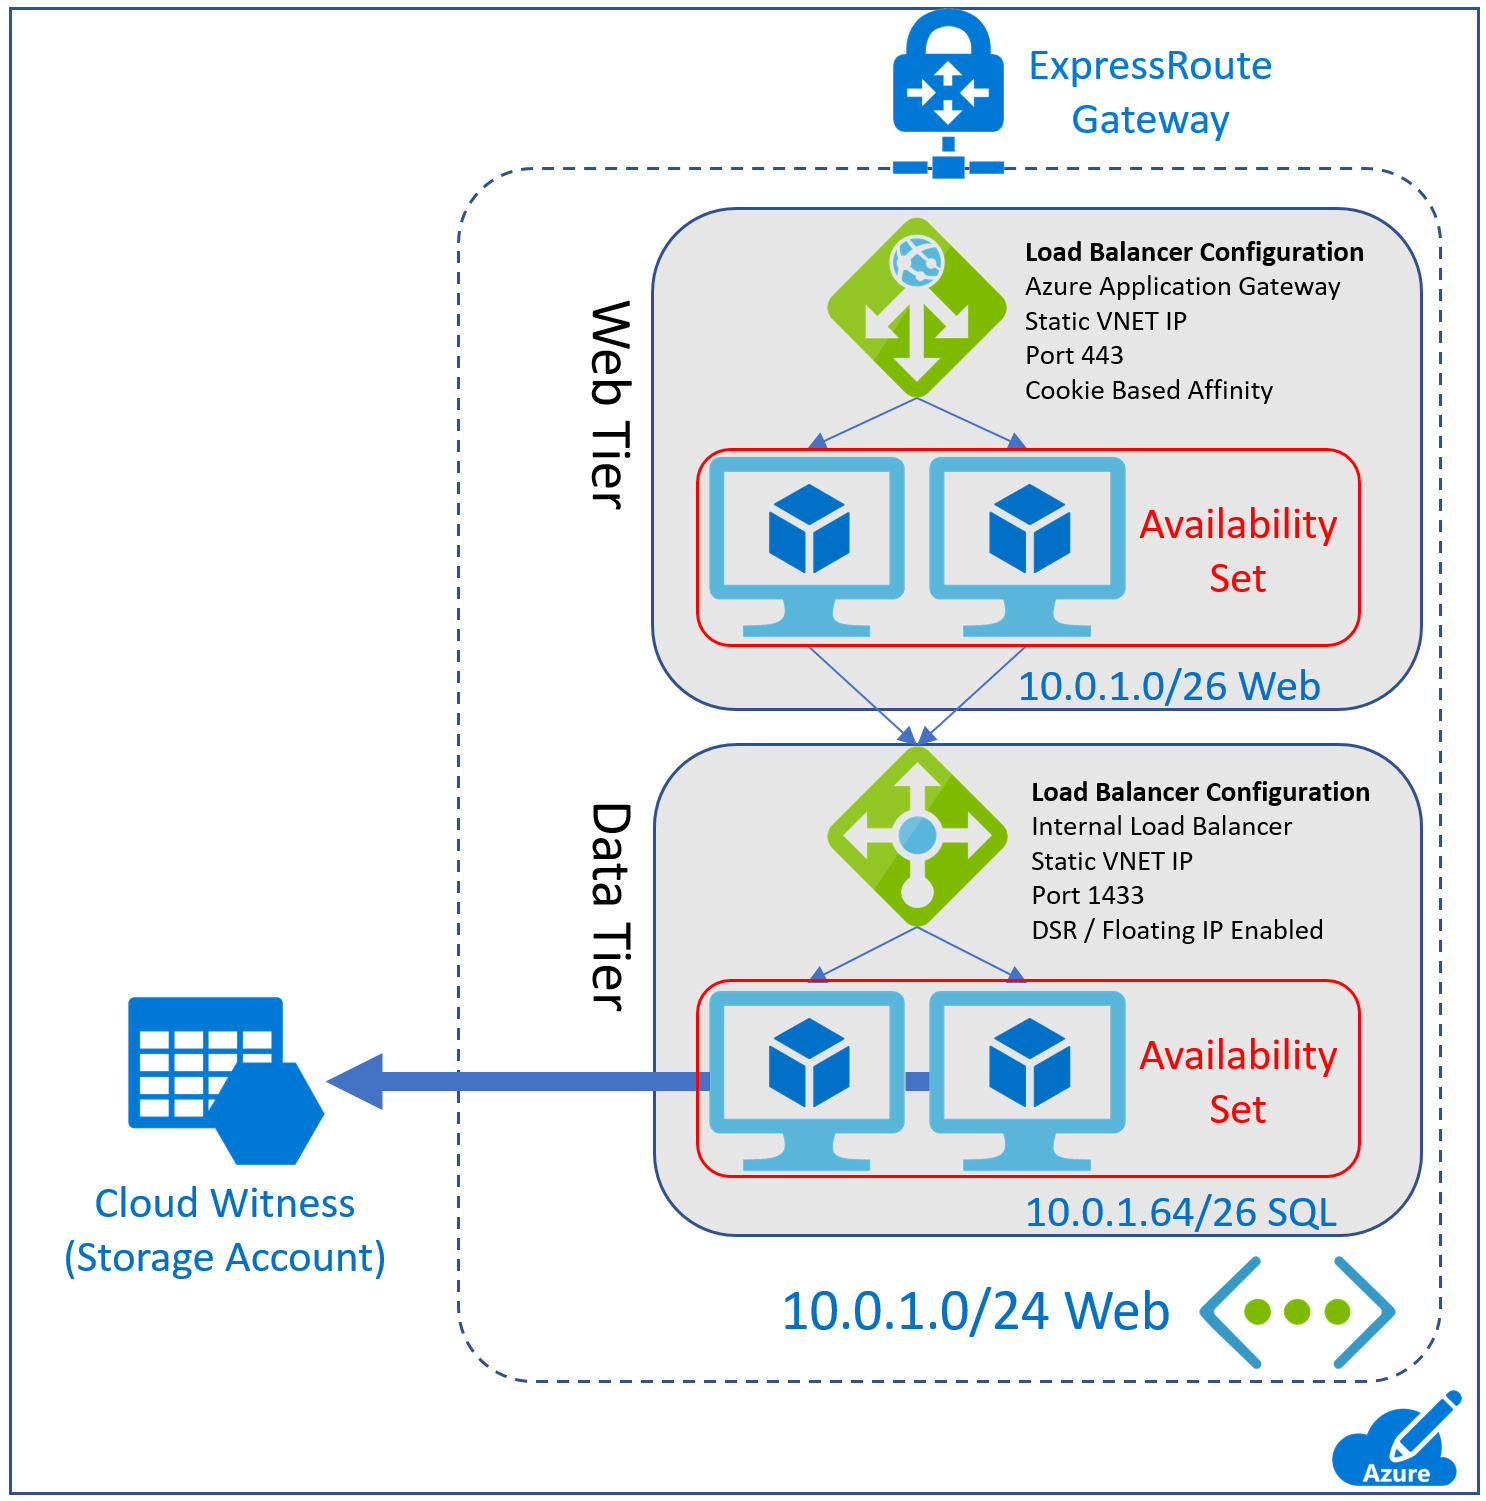 ExpressRoute
Gateway
Web Tier
Load Balancer Configuration
Azure Application Gateway
Static VNET IP
Port 443
Cookie Based Affinity
Availability
Set
10.0.1.0/26 Web
Data Tier
Load Balancer Configuration
Internal Load Balancer
Static VNET IP
Port 1433
DSR / Floating IP Enabled
Availability
Set
10.0.1.64/26 SQL
Cloud Witness
(Storage Account)
10.0.1.0/24 Web
Azure